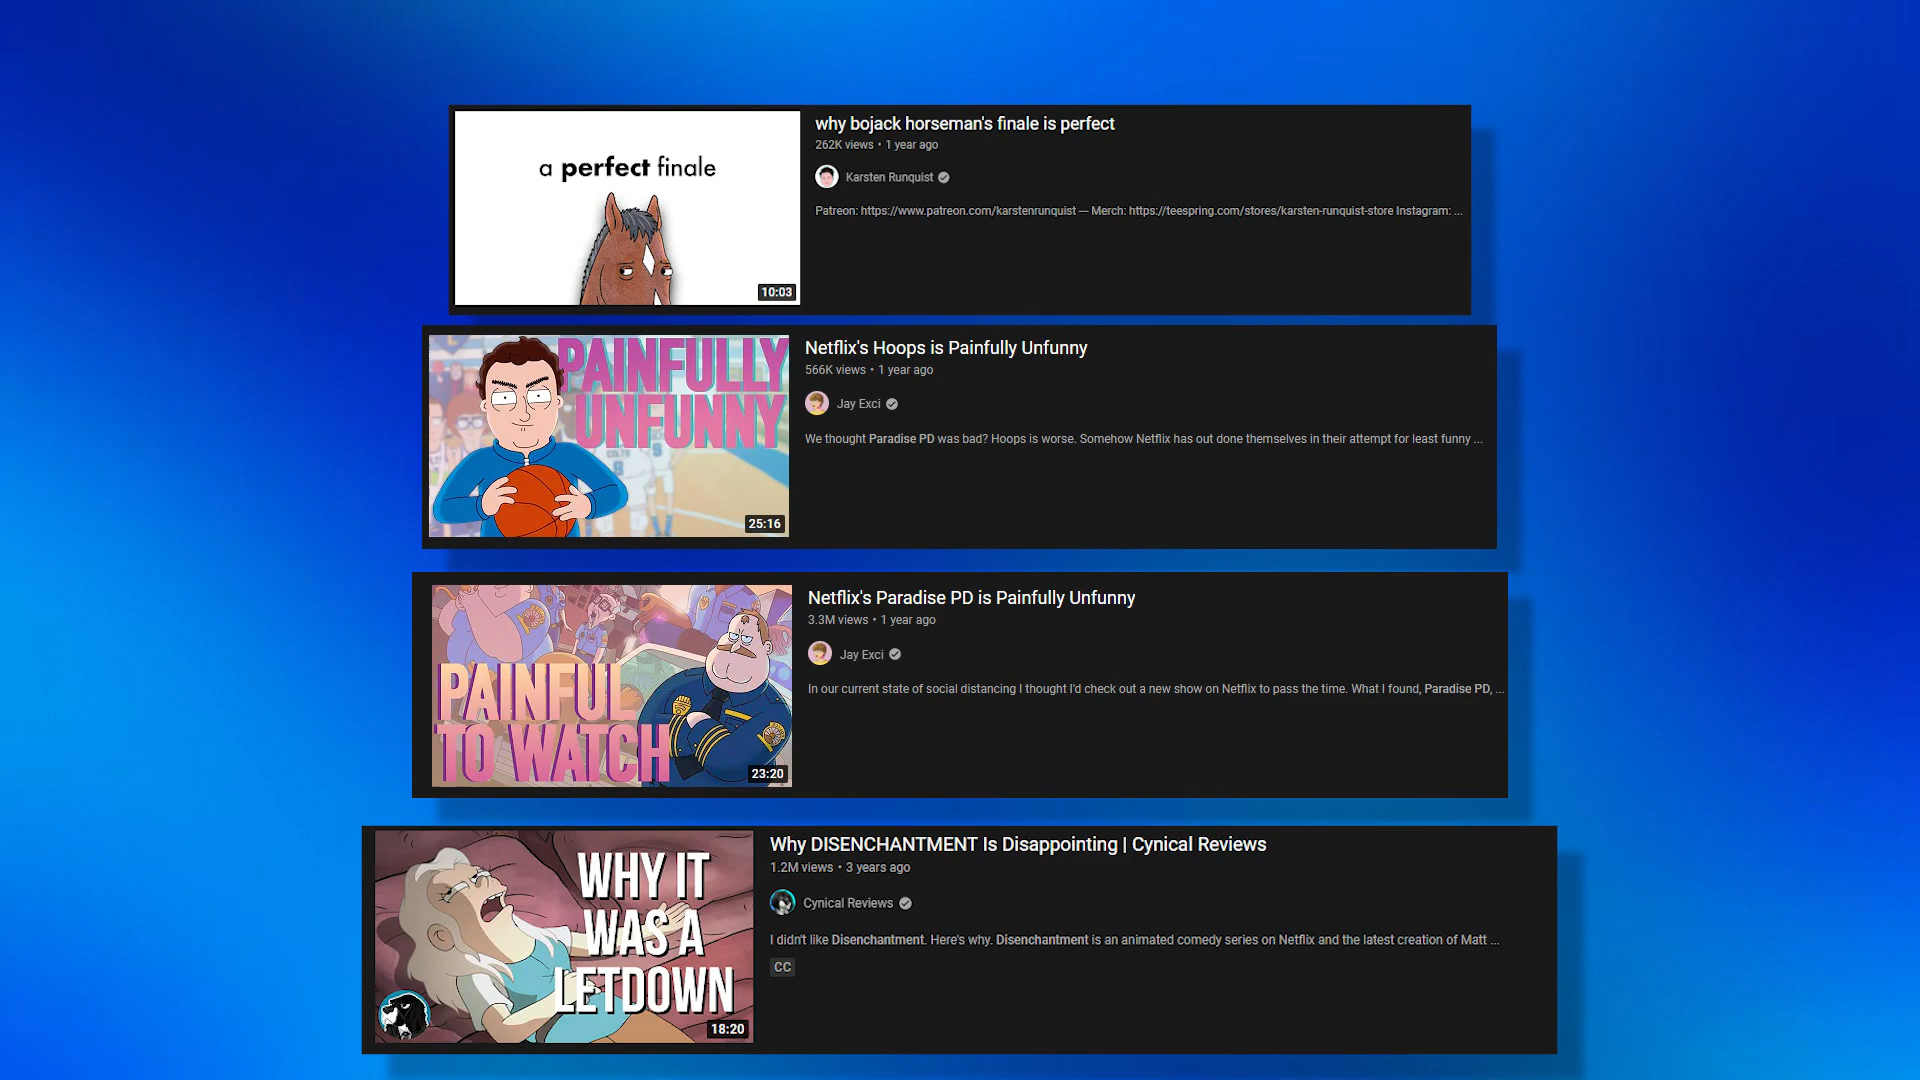 a perfect finale
10:03
why bojack horseman's finale is perfect
262K views • 1 year ago
Karsten Runquist
Patreon: https://www.patreon.com/karstenrunquist — Merch: https://teespring.com/stores/karsten-runquist-store Instagram: ...
PAINFULLY
UNFUNNY
COLTS
25:16
Netflix's Hoops is Painfully Unfunny
566K views • 1 year ago
Jay Exci
We thought Paradise PD was bad? Hoops is worse. Somehow Netflix has out done themselves in their attempt for least funny ...
PAINFUL
TO WATCH
23:20
Netflix's Paradise PD is Painfully Unfunny
3.3M views • 1 year ago
Jay Exci
In our current state of social distancing I thought I'd check out a new show on Netflix to pass the time. What I found, Paradise PD, ...
WHY IT
WAS A
LETDOWN
18:20
Why DISENCHANTMENT Is Disappointing | Cynical Reviews
1.2M views • 3 years ago
Cynical Reviews
I didn't like Disenchantment. Here's why. Disenchantment is an animated comedy series on Netflix and the latest creation of Matt ...
CC